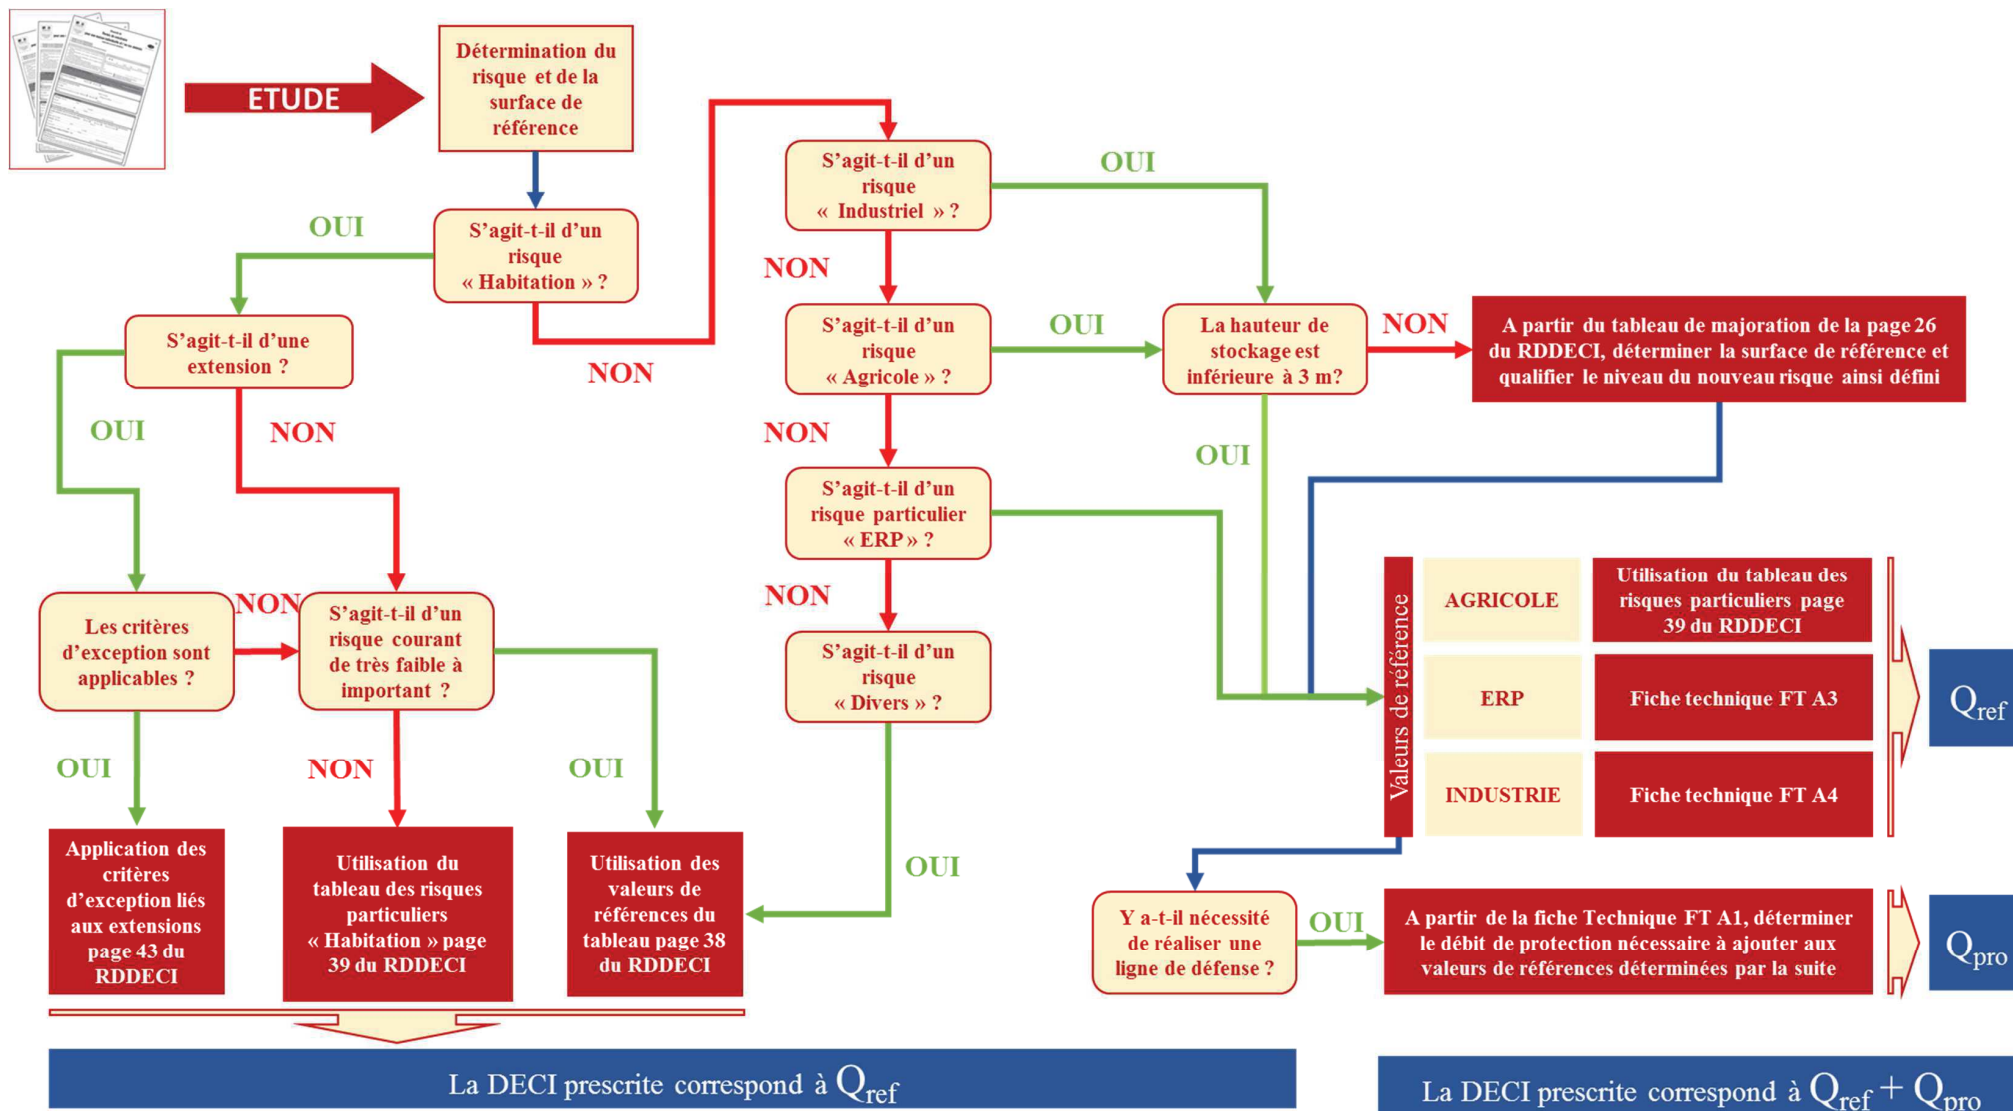 ETUDE
Détermination du
risque et de la
surface de
référence
S'agit-t-il d'un
risque
« Habitation » ?
OUI
NON
S'agit-t-il d'une
extension ?
OUI
NON
Les critères
d'exception sont
applicables ?
NON
OUI
S'agit-t-il d'un
risque courant
de très faible à
important ?
NON
OUI
Application des
critères
d'exception liés
aux extensions
page 43 du
RDDECI
Utilisation du
tableau des risques
particuliers
« Habitation » page
39 du RDDECI
Utilisation des
valeurs de
références du
tableau page 38
du RDDECI
La DECI prescrite correspond à Qref
S'agit-t-il d'un
risque
« Industriel » ?
OUI
NON
S'agit-t-il d'un
risque
« Agricole » ?
OUI
NON
La hauteur de
stockage est
inférieure à 3 m?
NON
OUI
A partir du tableau de majoration de la page 26
du RDDECI, déterminer la surface de référence et
qualifier le niveau du nouveau risque ainsi défini
S'agit-t-il d'un
risque particulier
« ERP » ?
NON
S'agit-t-il d'un
risque
« Divers » ?
OUI
Valeurs de référence
AGRICOLE
Utilisation du tableau des
risques particuliers page
39 du RDDECI
ERP
Fiche technique FT A3
INDUSTRIE
Fiche technique FT A4
Qref
Y a-t-il nécessité
de réaliser une
ligne de défense ?
OUI
A partir de la fiche Technique FT A1, déterminer
le débit de protection nécessaire à ajouter aux
valeurs de références déterminées par la suite
Qpro
La DECI prescrite correspond à Qref + Qpro